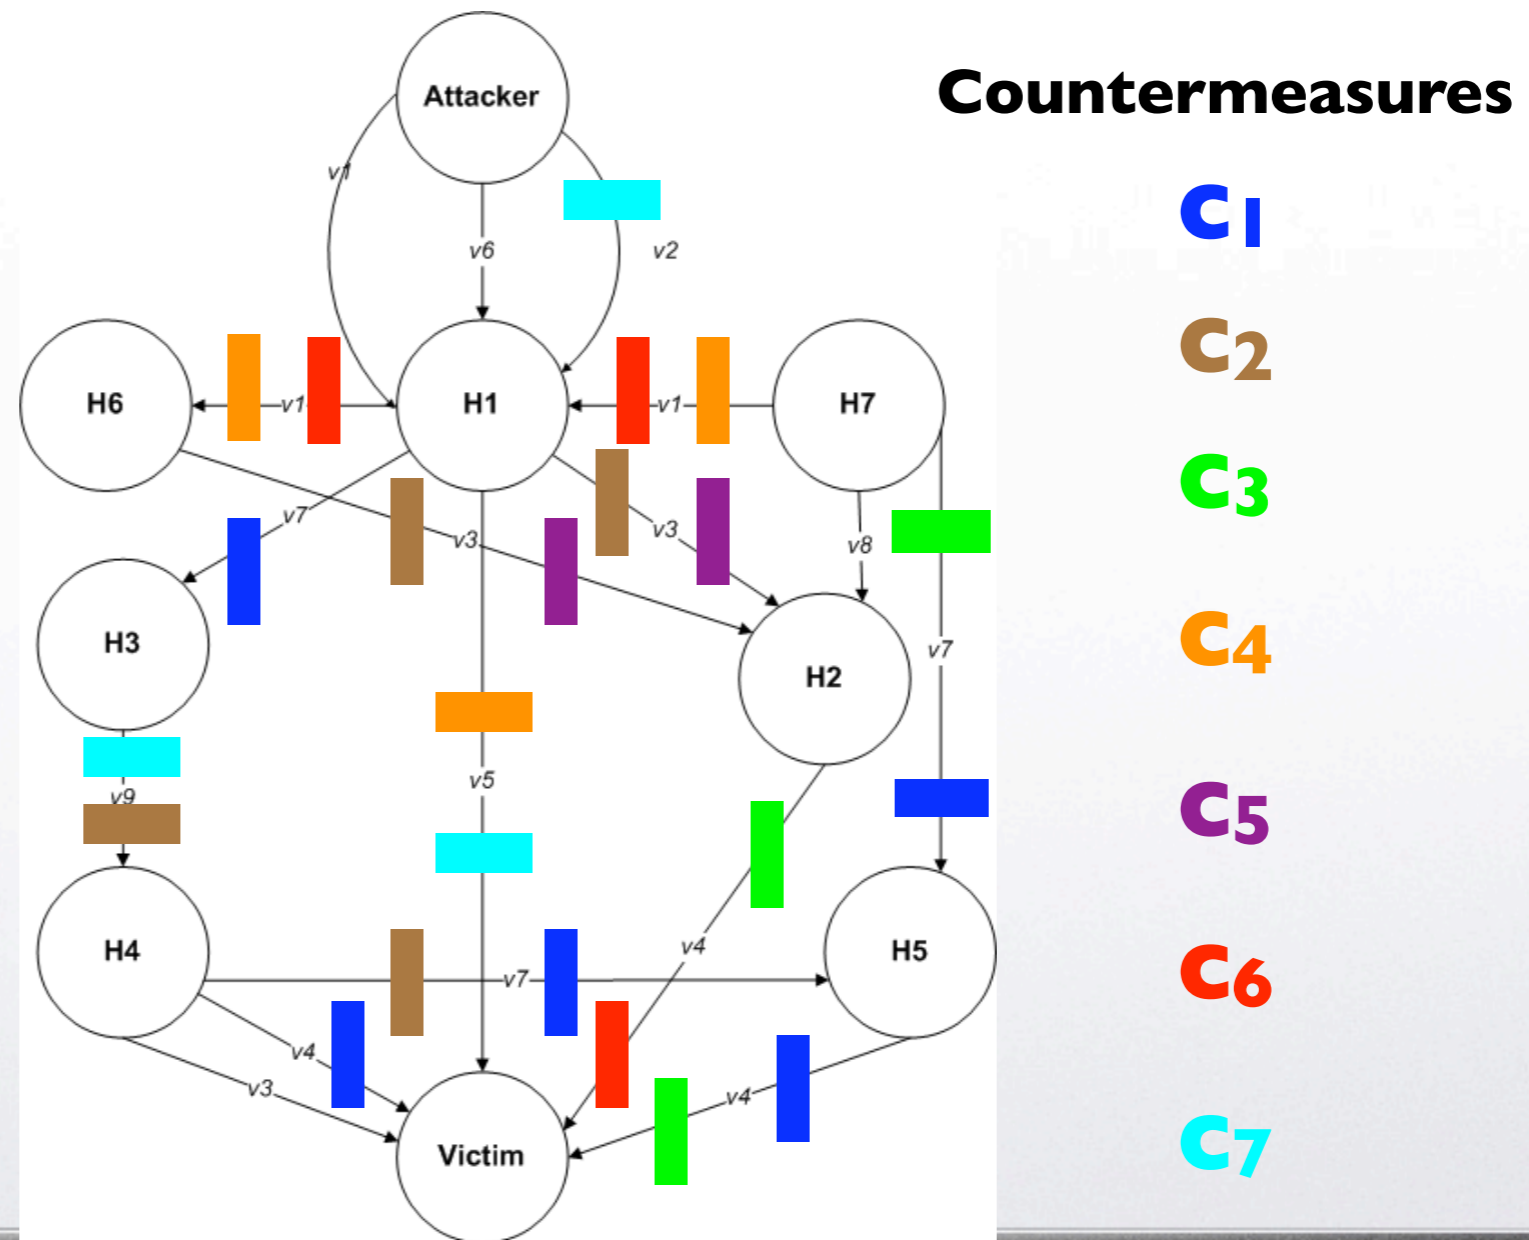 Attacker
Countermeasures
v1
v6
v2
C1
H6
v1
H1
v1
H7
C2
v7
v3
v3
v8
C3
H3
H2
v7
C4
v9
v5
C5
H4
v7
v4
H5
C6
v4
v3
v4
Victim
C7